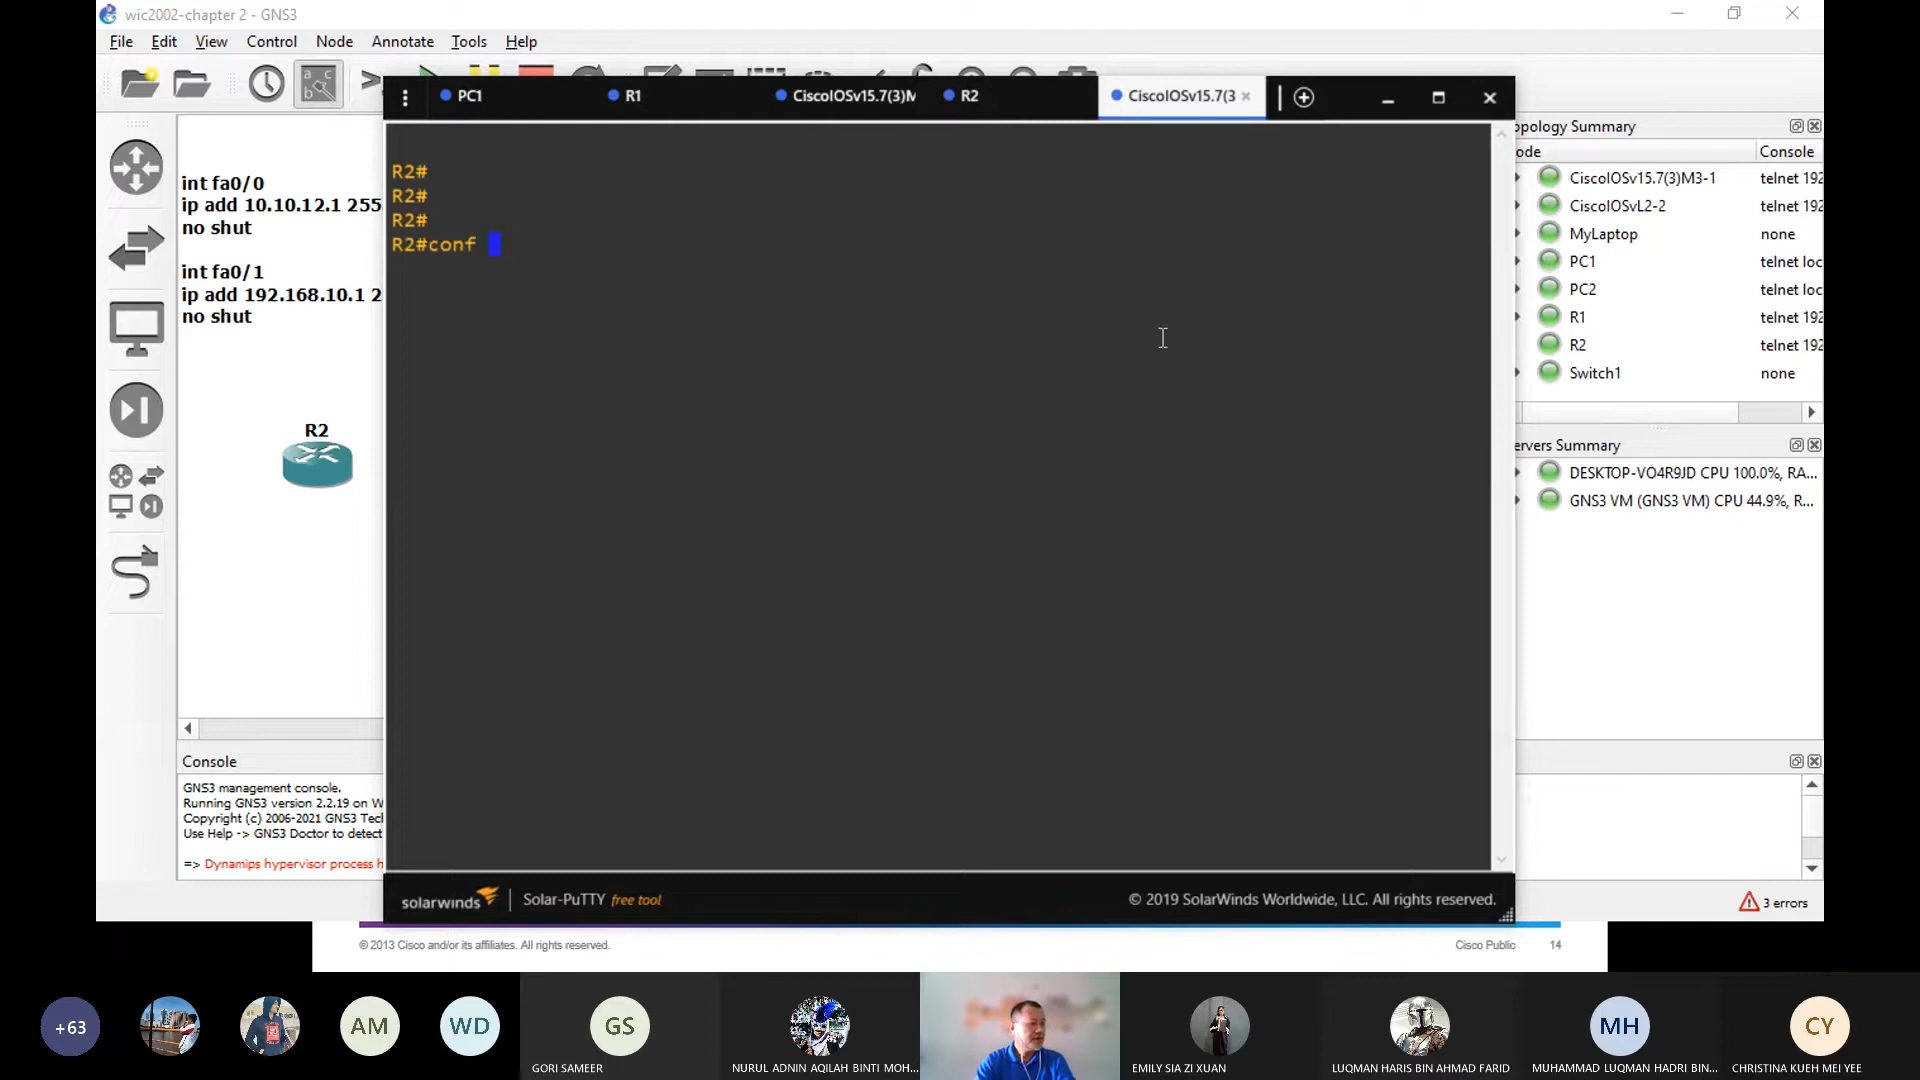 wic2002-chapter 2 - GNS3
File Edit View Control Node Annotate Tools Help
PC1
R1
CiscoIOSv15.7(3)M
R2
CiscoIOSv15.7(3
int fa0/0
ip add 10.10.12.1 255
no shut
int fa0/1
ip add 192.168.10.1 2
no shut
R2
R2#
R2#
R2#
R2#conf
opology Summary
ode Console
CiscoIOSv15.7(3)M3-1 telnet 192
CiscoIOSvL2-2 telnet 192
MyLaptop none
PC1 telnet loc
PC2 telnet loc
R1 telnet 192
R2 telnet 192
Switch1 none
ervers Summary
DESKTOP-VO4R9JD CPU 100.0%, RA...
GNS3 VM (GNS3 VM) CPU 44.9%, R...
Console
GNS3 management console.
Running GNS3 version 2.2.19 on W
Copyright (c) 2006-2021 GNS3 Tec
Use Help -> GNS3 Doctor to detect
=> Dynamips hypervisor process h
solarwinds
Solar-PuTTY free tool
© 2019 SolarWinds Worldwide, LLC. All rights reserved.
3 errors
© 2013 Cisco and/or its affiliates. All rights reserved.
Cisco Public 14
+63
AM
WD
GS
MH
CY
GORI SAMEER
NURUL ADNIN AQILAH BINTI MOH...
EMILY SIA ZI XUAN
LUQMAN HARIS BIN AHMAD FARID
MUHAMMAD LUQMAN HADRI BIN...
CHRISTINA KUEH MEI YEE